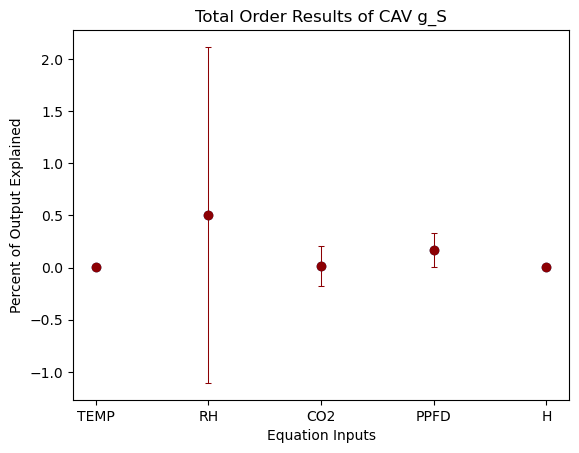 Total Order Results of CAV g_S
Percent of Output Explained
2.0
1.5
1.0
0.5
0.0
−0.5
−1.0
TEMP RH CO2 PPFD H
Equation Inputs